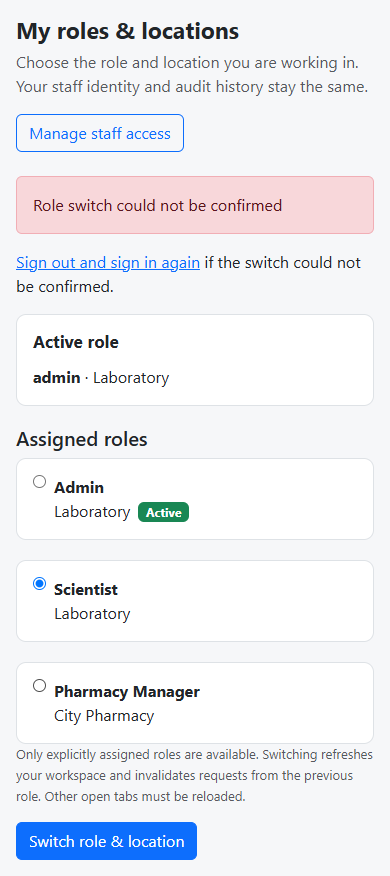 My roles & locations
Choose the role and location you are working in.
Your staff identity and audit history stay the same.
Manage staff access
Role switch could not be confirmed
Sign out and sign in again if the switch could not
be confirmed.
Active role
admin · Laboratory
Assigned roles
Admin
Laboratory Active
Scientist
Laboratory
Pharmacy Manager
City Pharmacy
Only explicitly assigned roles are available. Switching refreshes
your workspace and invalidates requests from the previous
role. Other open tabs must be reloaded.
Switch role & location